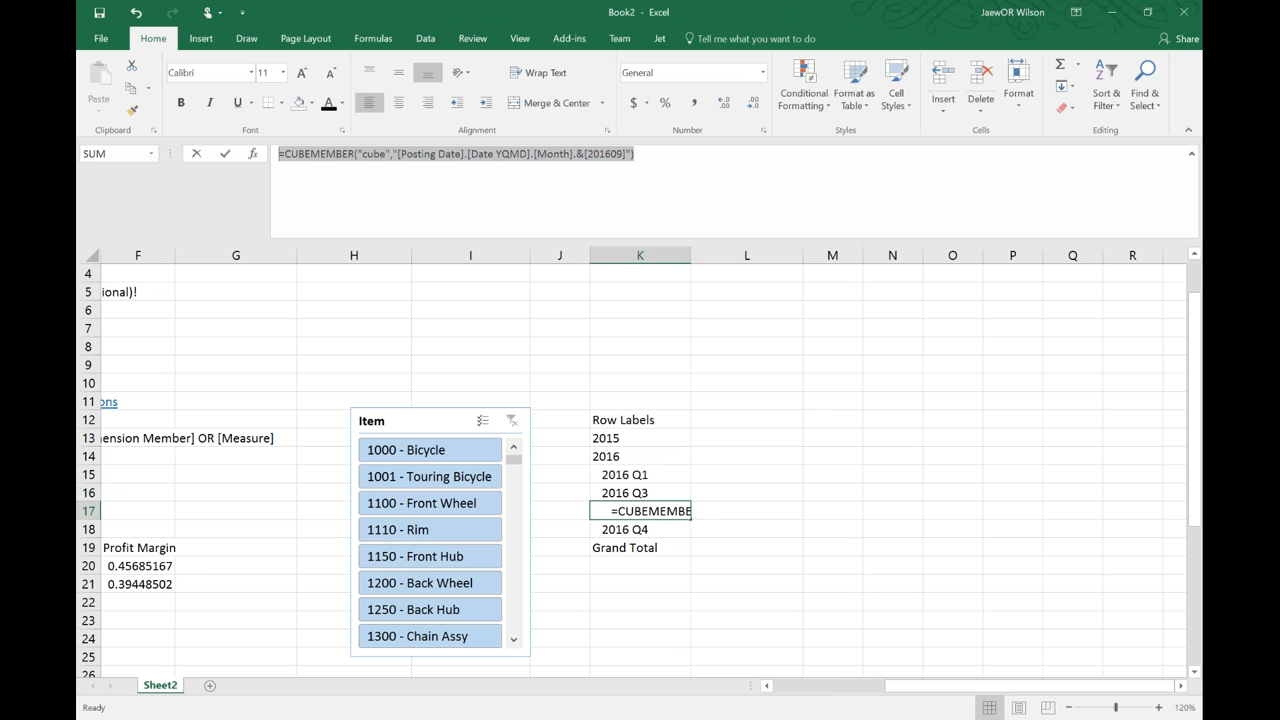 Book2 - Excel
JaewOR Wilson
File Home Insert Draw Page Layout Formulas Data Review View Add-ins Team Jet Tell me what you want to do Share
Paste
Calibri 11
B I U A
Wrap Text
Merge & Center
General
$ % ,
Conditional Formatting
Format as Table
Cell Styles
Insert
Delete
Format
Sort & Filter
Find & Select
Clipboard Font Alignment Number Styles Cells Editing
SUM fx =CUBEMEMBER("cube","[Posting Date].[Date YQMD].[Month].&[201609]")
F G H I J K L M N O P Q R
4
5 ional)!
6
7
8
9
10
11 ons
12 Row Labels
13 nension Member] OR [Measure] 2015
14 2016
15 2016 Q1
16 2016 Q3
17 =CUBEMEMBE
18 2016 Q4
19 Profit Margin Grand Total
20 0.45685167
21 0.39448502
22
23
24
25
26
Item
1000 - Bicycle
1001 - Touring Bicycle
1100 - Front Wheel
1110 - Rim
1150 - Front Hub
1200 - Back Wheel
1250 - Back Hub
1300 - Chain Assy
Sheet2
Ready 120%